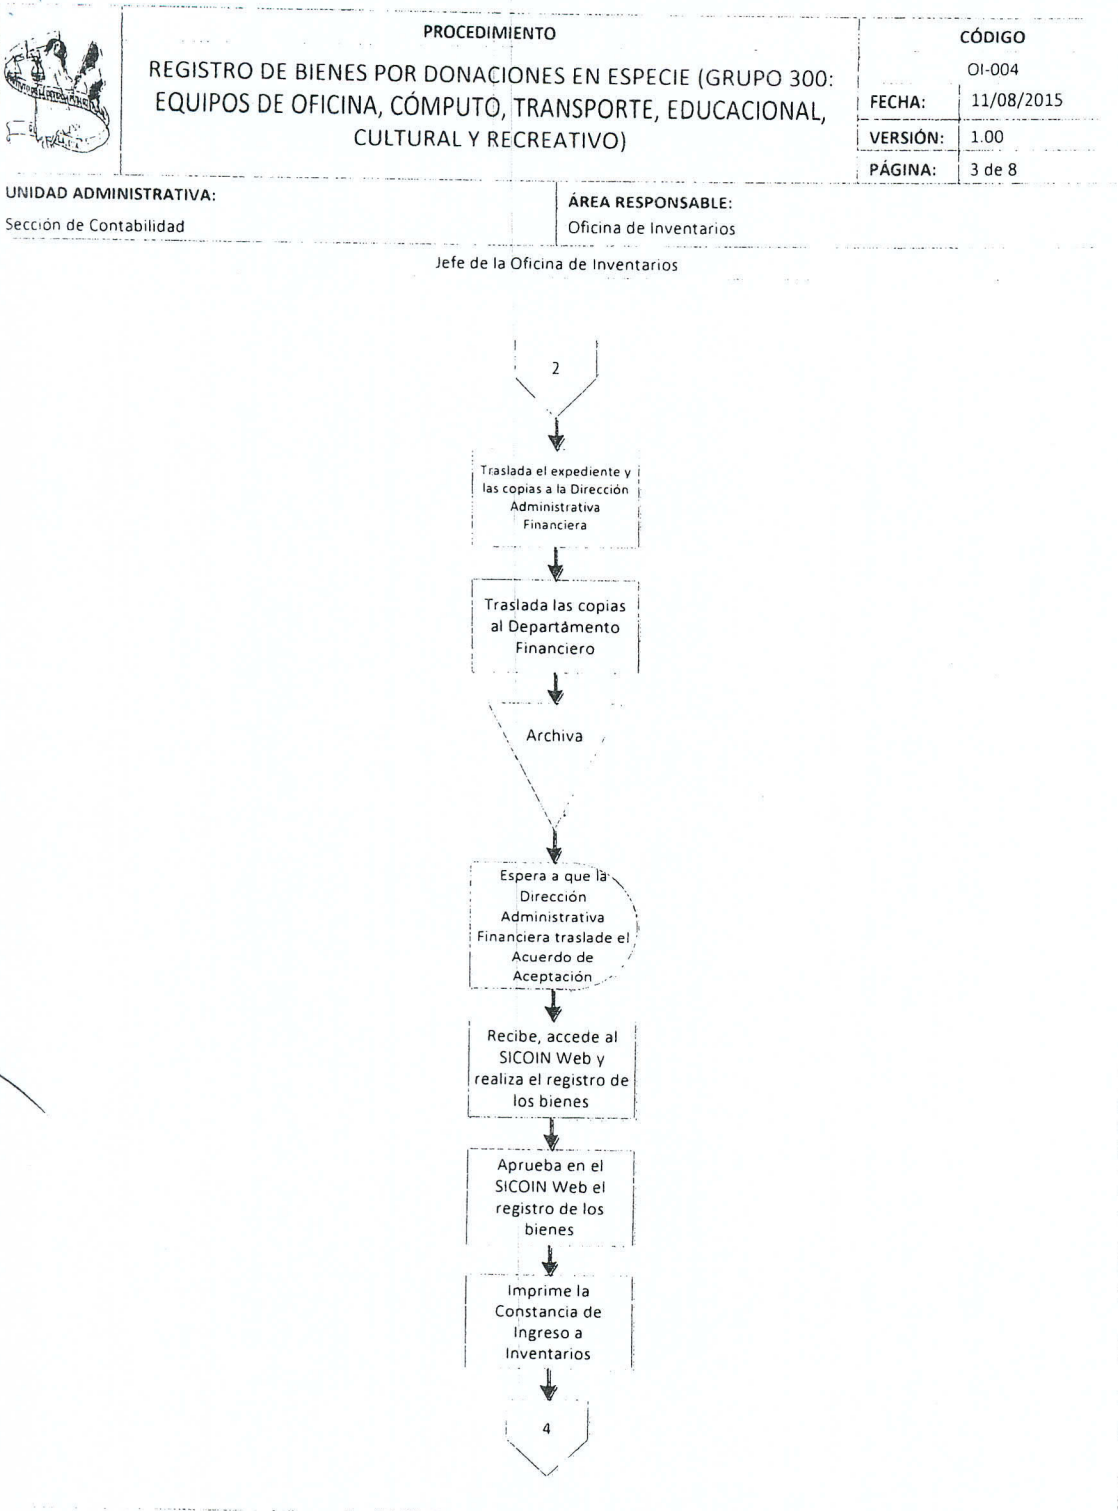 PROCEDIMIENTO
REGISTRO DE BIENES POR DONACIONES EN ESPECIE (GRUPO 300:
EQUIPOS DE OFICINA, CÓMPUTO, TRANSPORTE, EDUCACIONAL,
CULTURAL Y RECREATIVO)
CÓDIGO
OI-004
FECHA: 11/08/2015
VERSIÓN: 1.00
PÁGINA: 3 de 8
UNIDAD ADMINISTRATIVA:
Sección de Contabilidad
ÁREA RESPONSABLE:
Oficina de Inventarios
Jefe de la Oficina de Inventarios
2
Traslada el expediente y
las copias a la Dirección
Administrativa
Financiera
Traslada las copias
al Departamento
Financiero
Archiva
Espera a que la
Dirección
Administrativa
Financiera traslade el
Acuerdo de
Aceptación
Recibe, accede al
SICOIN Web y
realiza el registro de
los bienes
Aprueba en el
SICOIN Web el
registro de los
bienes
Imprime la
Constancia de
Ingreso a
Inventarios
4